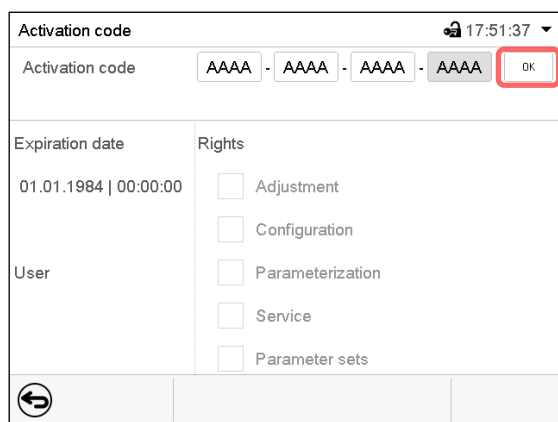 Activation code 17:51:37
Activation code AAAA - AAAA - AAAA - AAAA OK
Expiration date Rights
01.01.1984 | 00:00:00 Adjustment
Configuration
User Parameterization
Service
Parameter sets